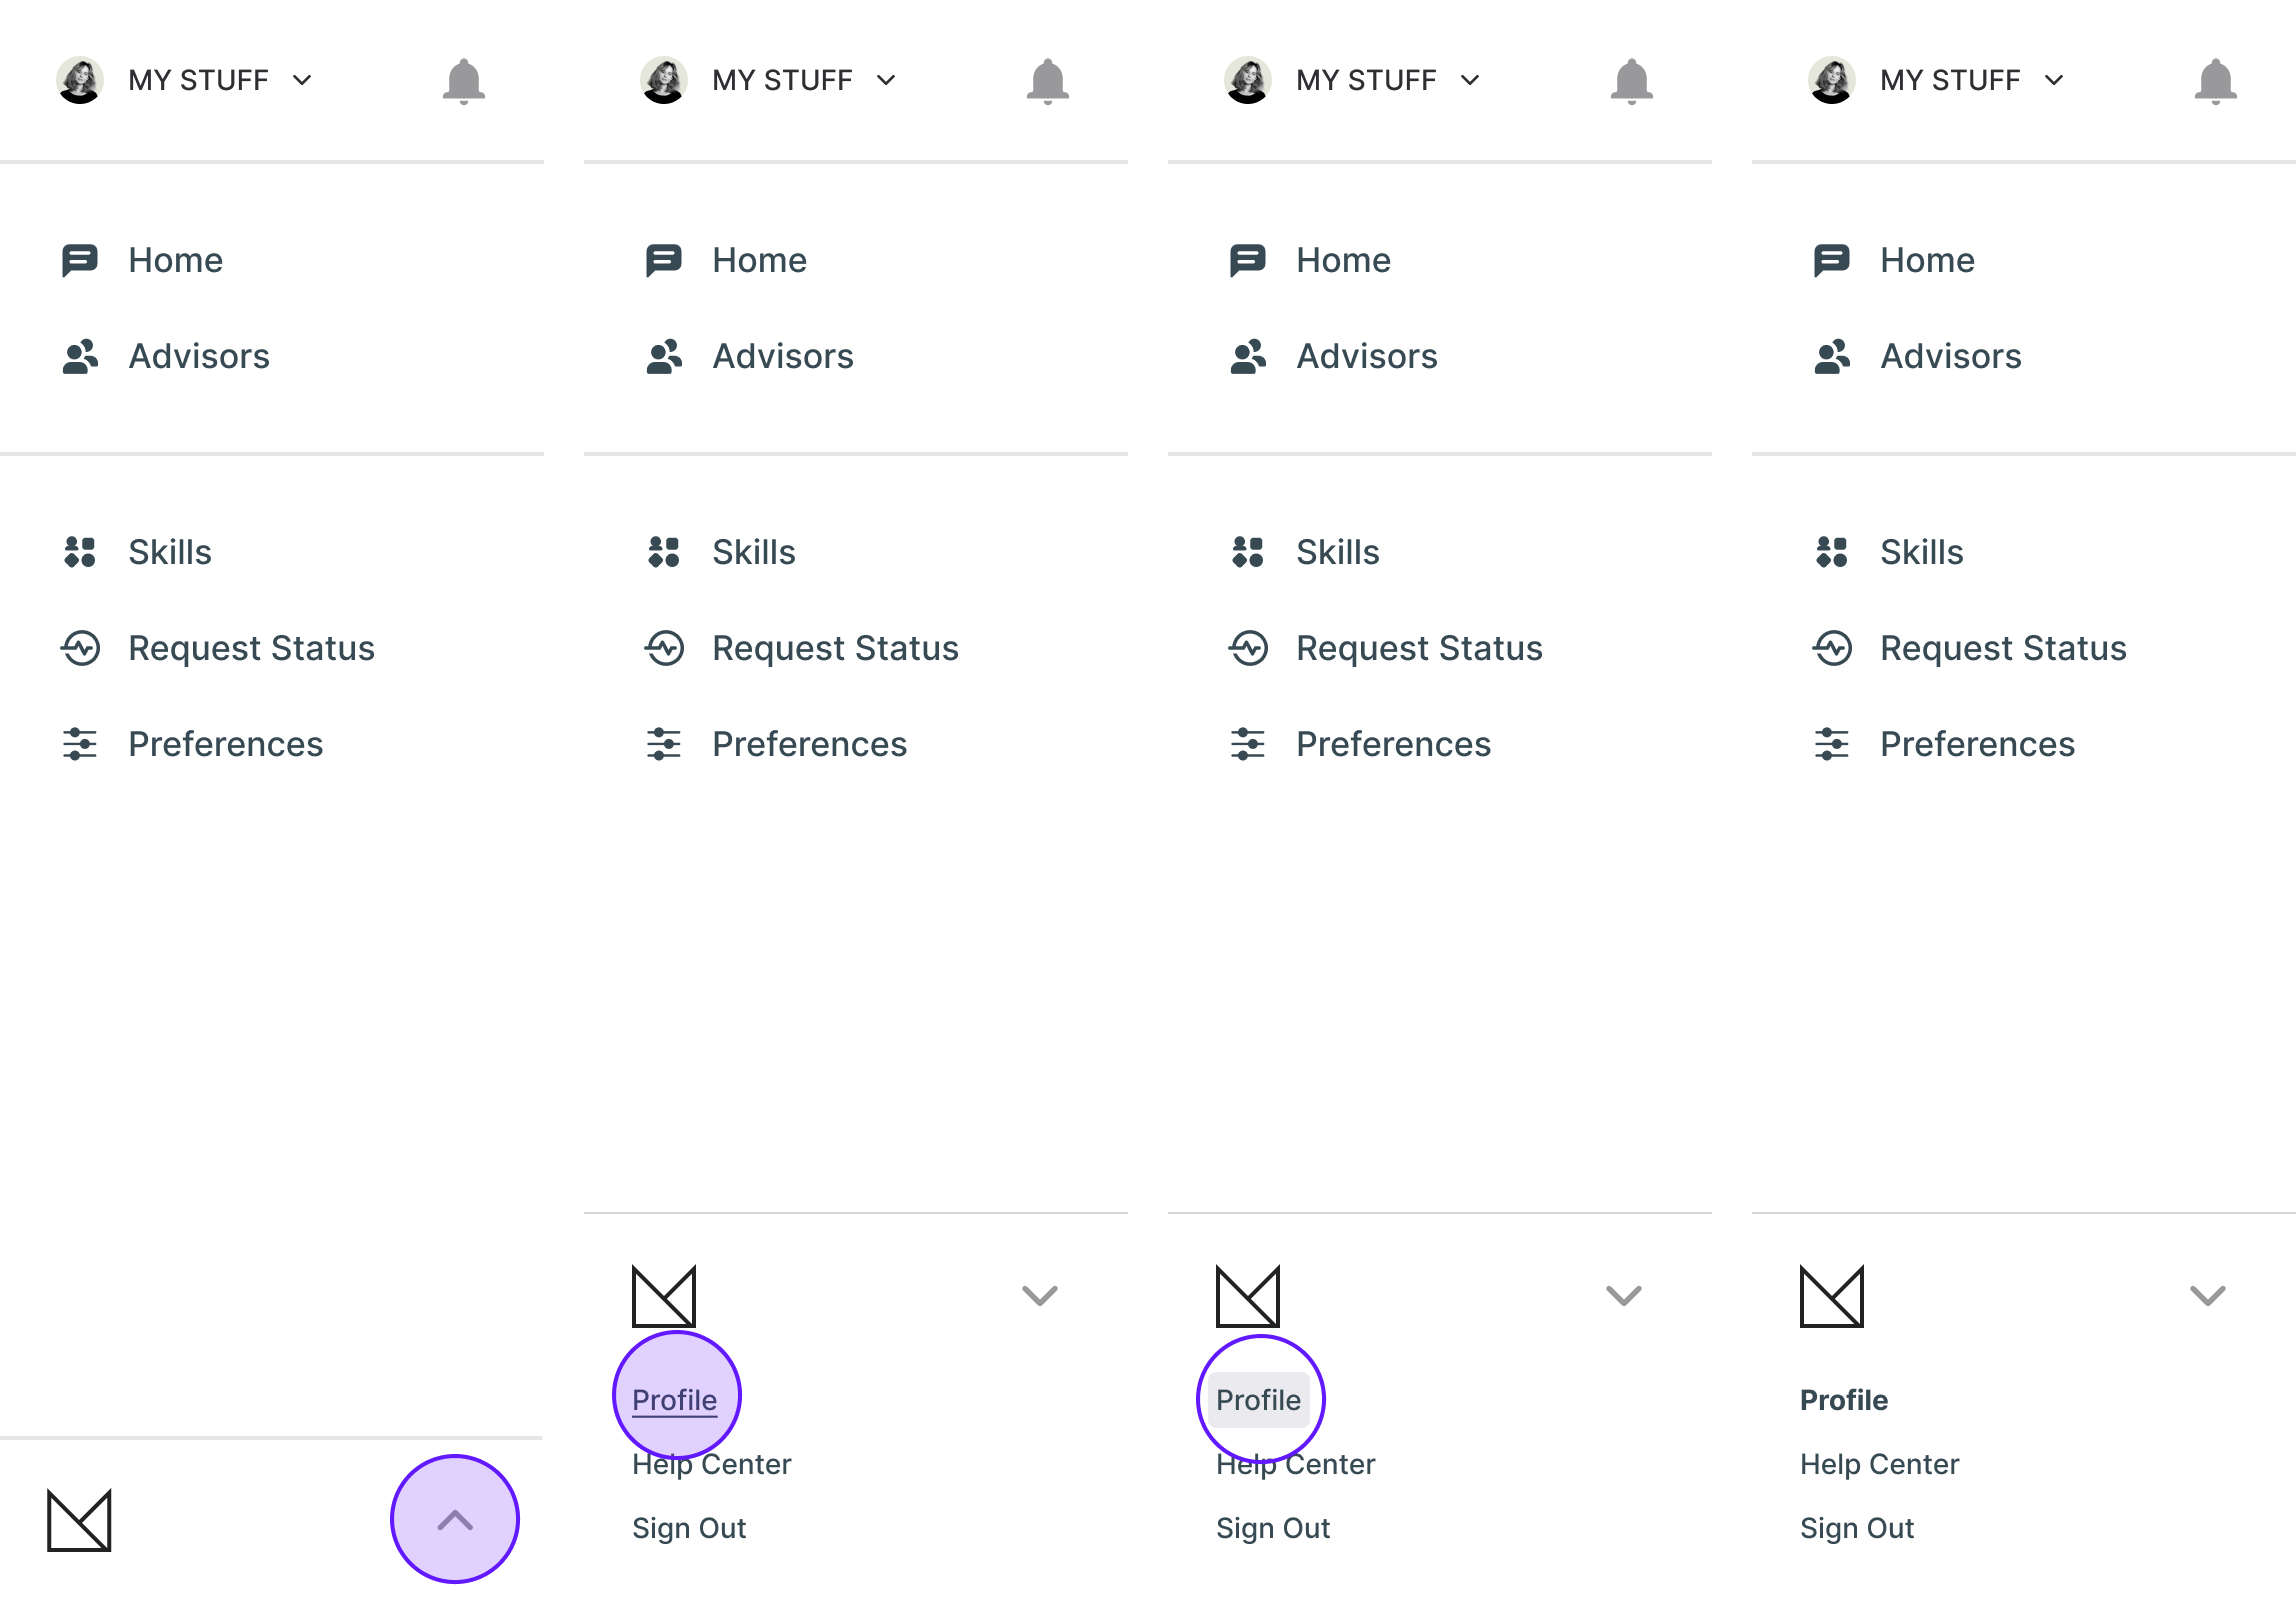 MY STUFF
Home
Advisors
Skills
Request Status
Preferences
MY STUFF
Home
Advisors
Skills
Request Status
Preferences
Profile
Help Center
Sign Out
MY STUFF
Home
Advisors
Skills
Request Status
Preferences
Profile
Help Center
Sign Out
MY STUFF
Home
Advisors
Skills
Request Status
Preferences
Profile
Help Center
Sign Out